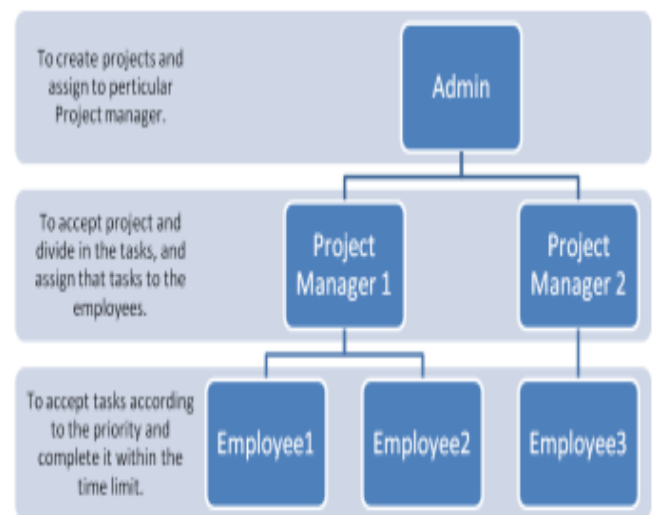 To create projects and
assign to perticular
Project manager.
Admin
To accept project and
divide in the tasks, and
assign that tasks to the
employees.
Project
Manager 1
Project
Manager 2
To accept tasks according
to the priority and
complete it within the
time limit.
Employee1
Employee2
Employee3